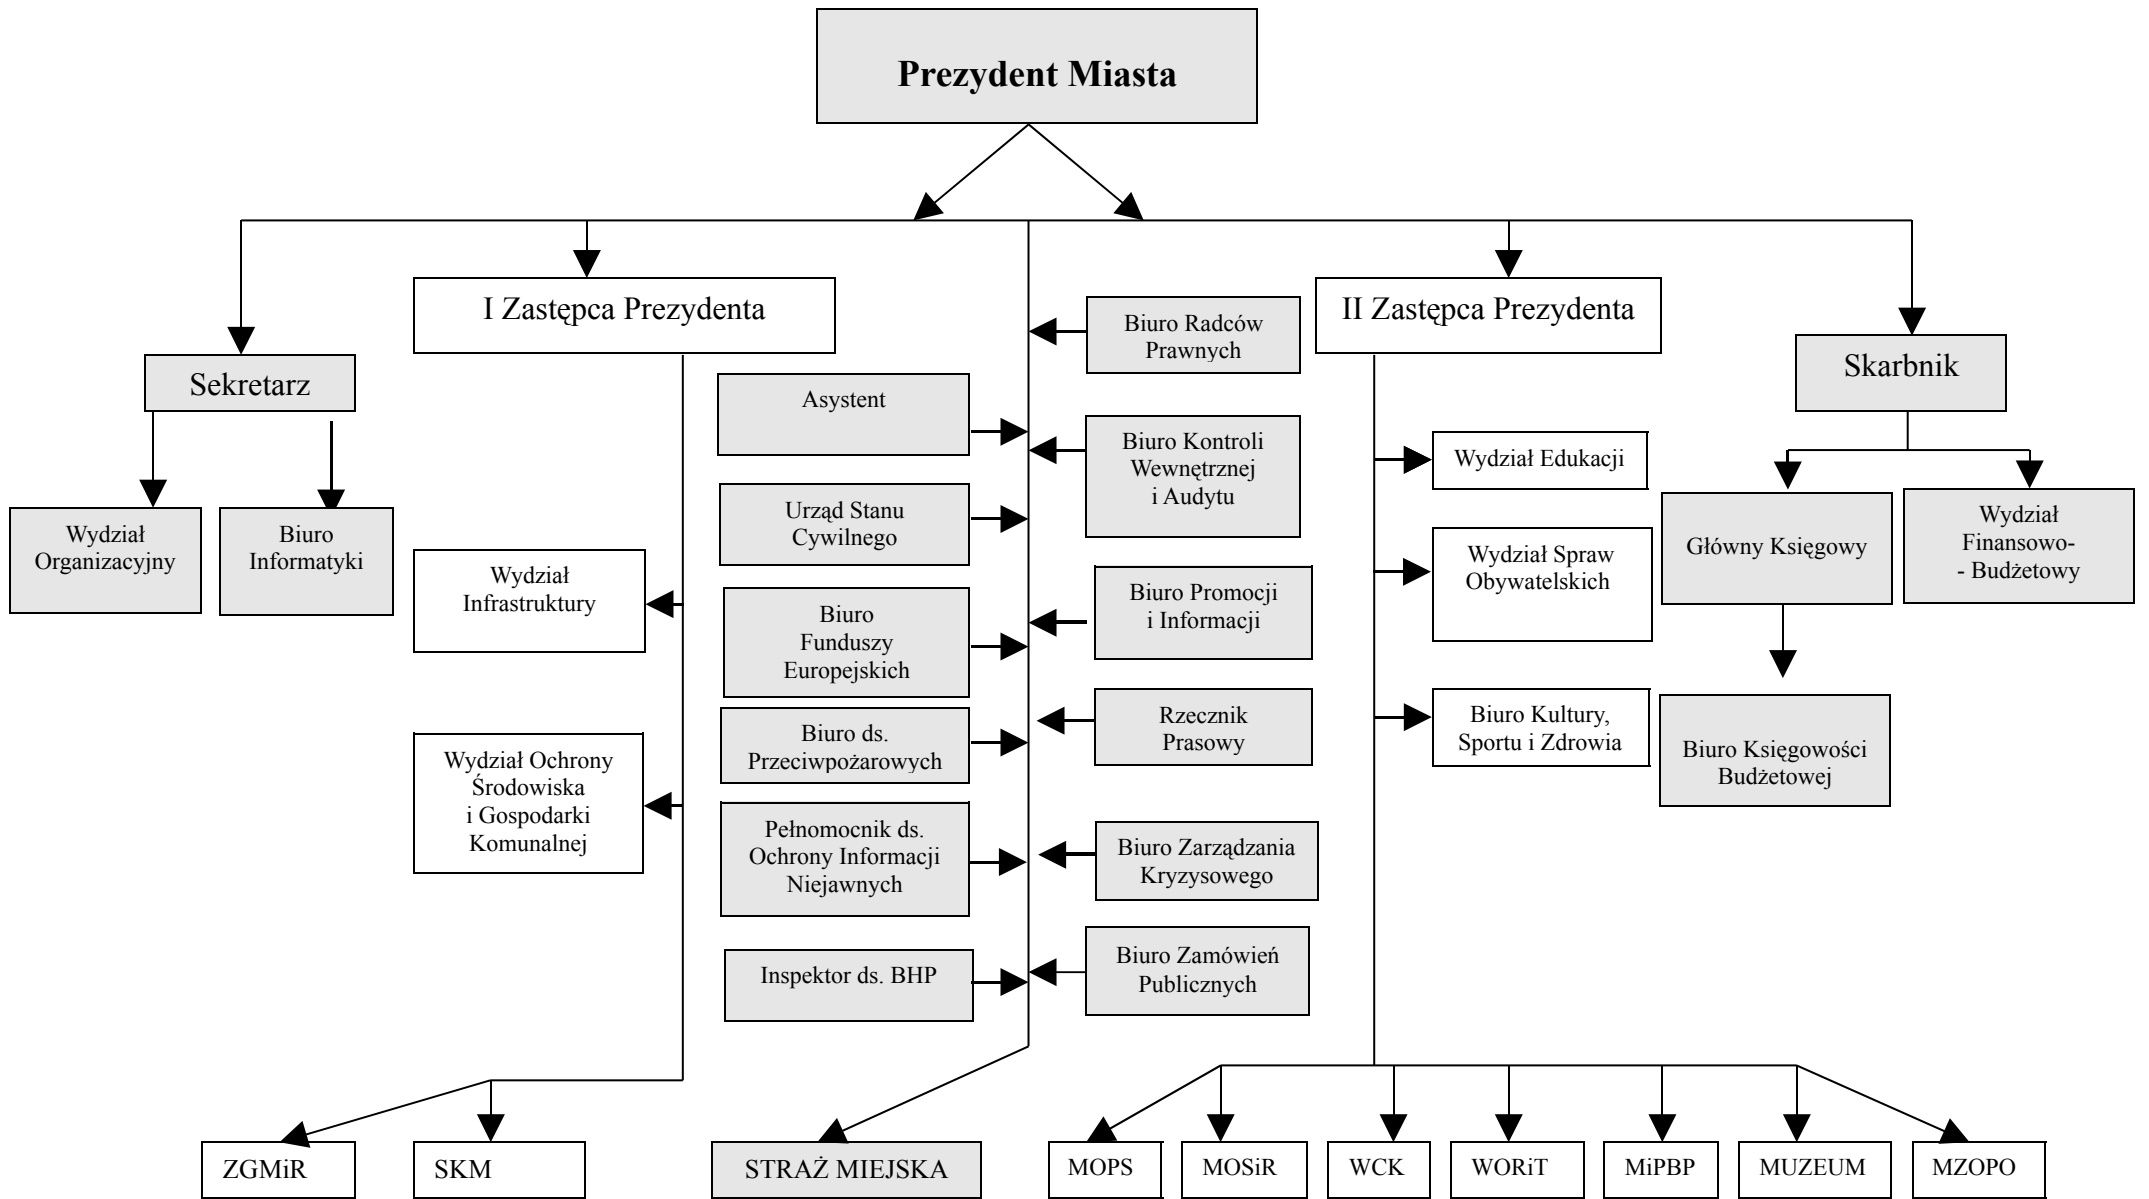 Prezydent Miasta
I Zastępca Prezydenta
II Zastępca Prezydenta
Sekretarz
Skarbnik
Wydział
Organizacyjny
Biuro
Informatyki
Wydział
Infrastruktury
Wydział Ochrony
Środowiska
i Gospodarki
Komunalnej
Asystent
Urząd Stanu
Cywilnego
Biuro
Funduszy
Europejskich
Biuro ds.
Przeciwpożarowych
Pełnomocnik ds.
Ochrony Informacji
Niejawnych
Inspektor ds. BHP
Biuro Radców
Prawnych
Biuro Kontroli
Wewnętrznej
i Audytu
Biuro Promocji
i Informacji
Rzecznik
Prasowy
Biuro Zarządzania
Kryzysowego
Biuro Zamówień
Publicznych
Wydział Edukacji
Wydział Spraw
Obywatelskich
Biuro Kultury,
Sportu i Zdrowia
Główny Księgowy
Wydział
Finansowo-
- Budżetowy
Biuro Księgowości
Budżetowej
ZGMiR
SKM
STRAŻ MIEJSKA
MOPS
MOSiR
WCK
WORiT
MiPBP
MUZEUM
MZOPO